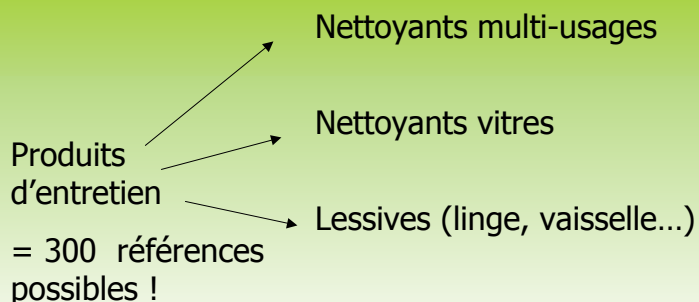 Nettoyants multi-usages
Nettoyants vitres
Produits
d’entretien
Lessives (linge, vaisselle…)
= 300 références
possibles !